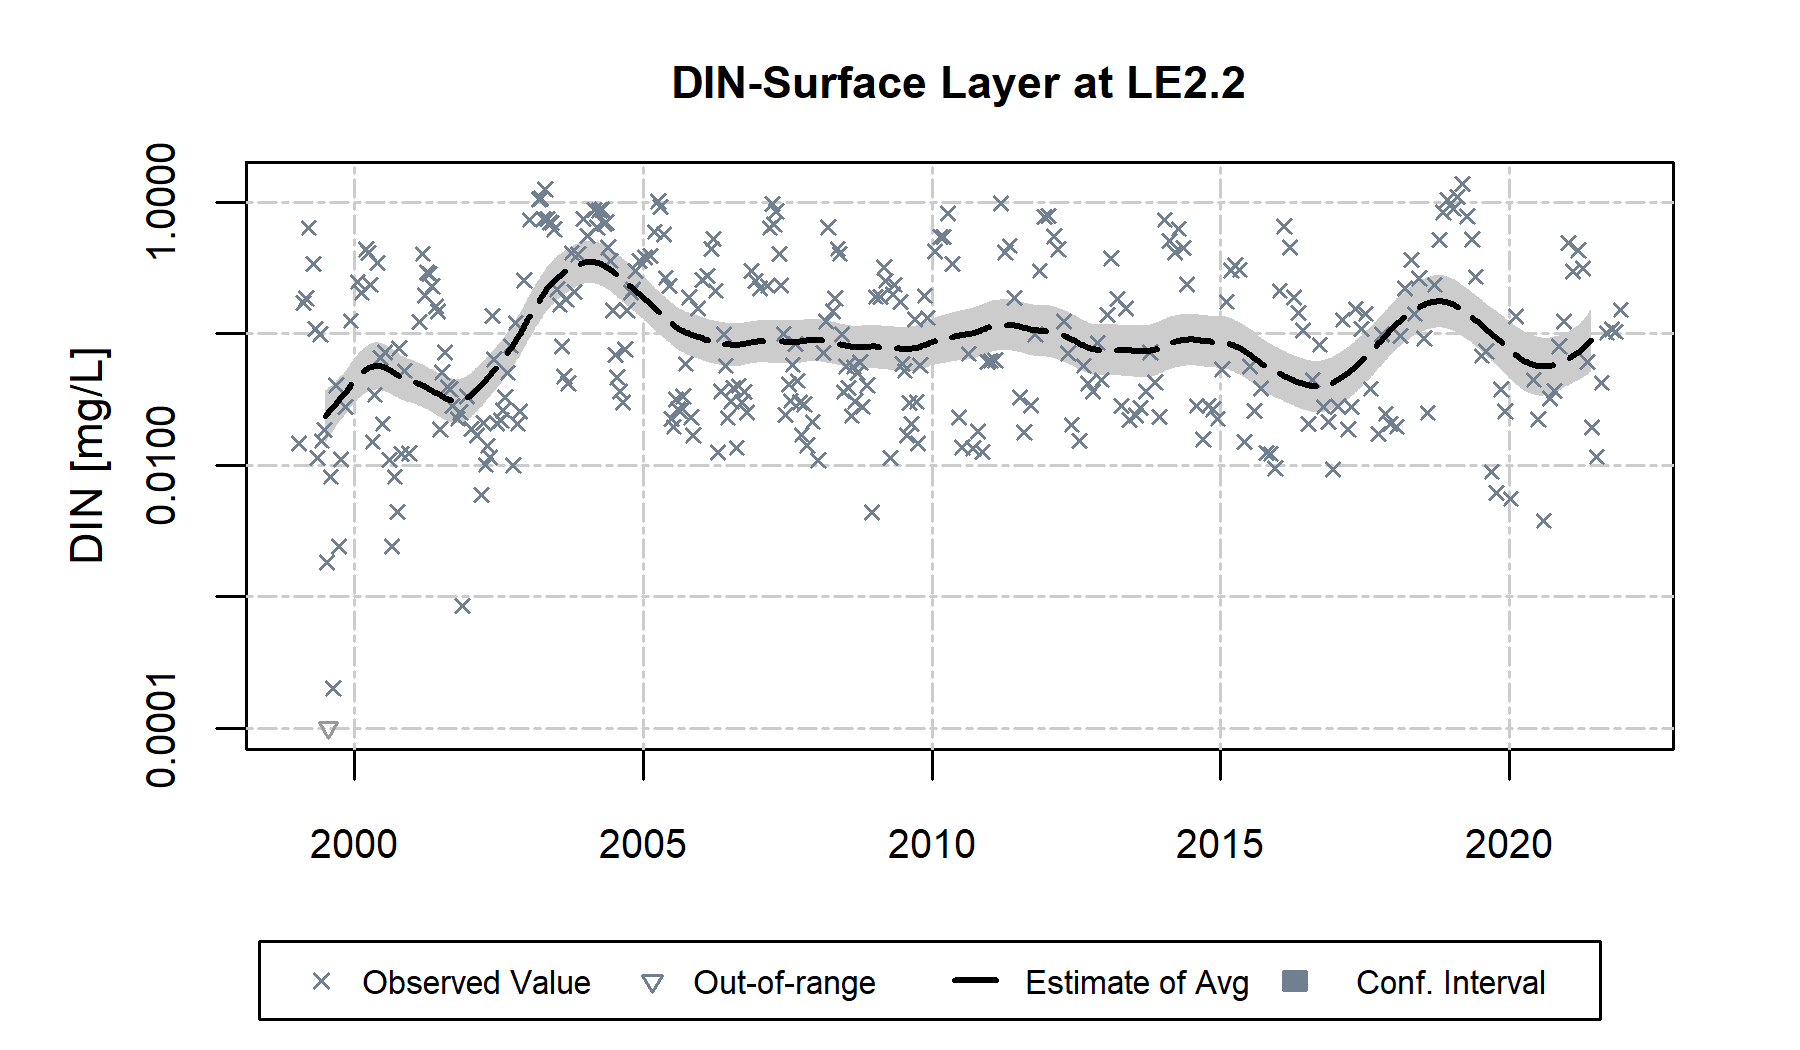 DIN-Surface Layer at LE2.2
DIN [mg/L]
1.0000
0.0100
0.0001
2000 2005 2010 2015 2020
Observed Value Out-of-range Estimate of Avg Conf. Interval